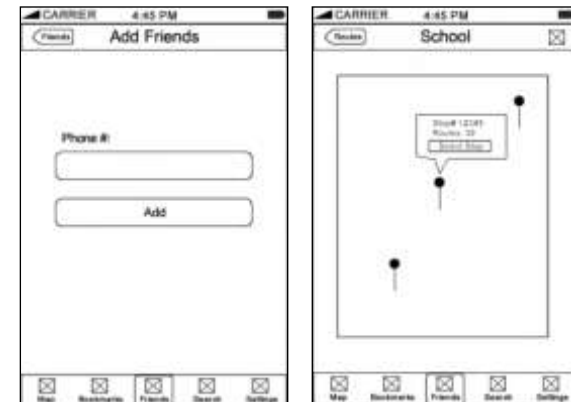 CARRIER 4:45 PM
Friends Add Friends
Phone #:
Add
Map Bookmarks Friends Search Settings
CARRIER 4:45 PM
Routes School
Stop# 12345
Routes:
Map Bookmarks Friends Search Settings